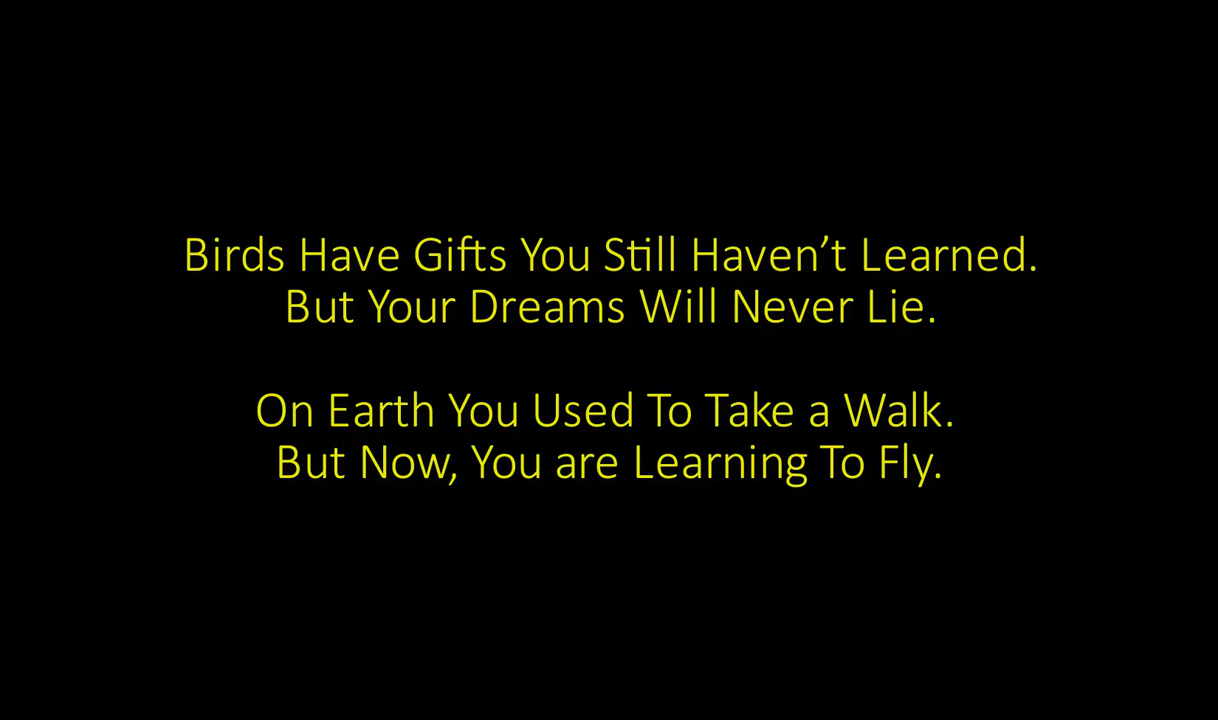 Birds Have Gifts You Still Haven’t Learned.
But Your Dreams Will Never Lie.
On Earth You Used To Take a Walk.
But Now, You are Learning To Fly.